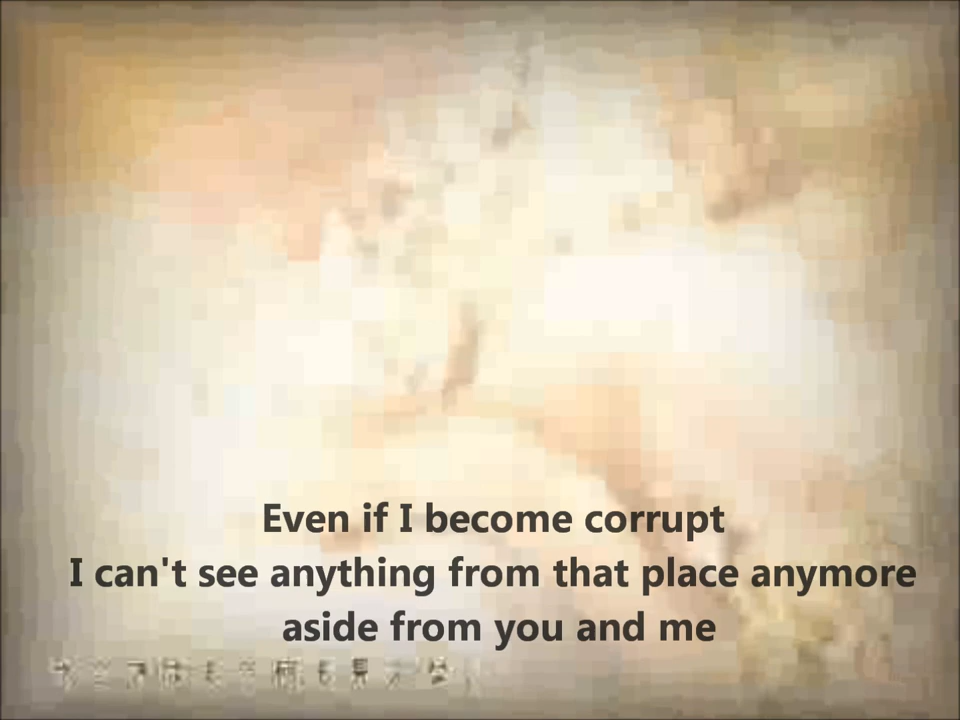 Even if I become corrupt
I can't see anything from that place anymore
aside from you and me